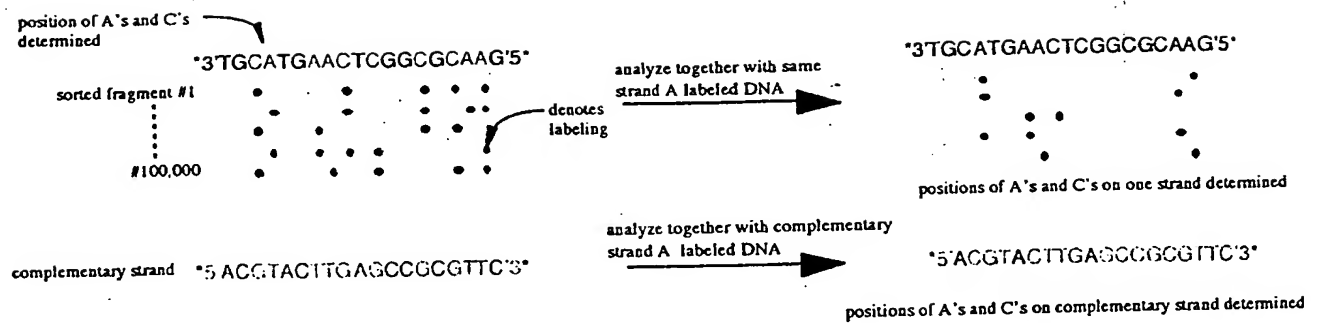 position of A's and C's
determined
"3'TGCATGAACTCGGCGCAAG'5"
sorted fragment #1
#100,000
denotes
labeling
analyze together with same
strand A labeled DNA
"3'TGCATGAACTCGGCGCAAG'5"
positions of A's and C's on one strand determined
complementary strand
"5'ACGTACTTGAGCCGCGTTC'3"
analyze together with complementary
strand A labeled DNA
"5'ACGTACTTGAGCCGCGTTC'3"
positions of A's and C's on complementary strand determined